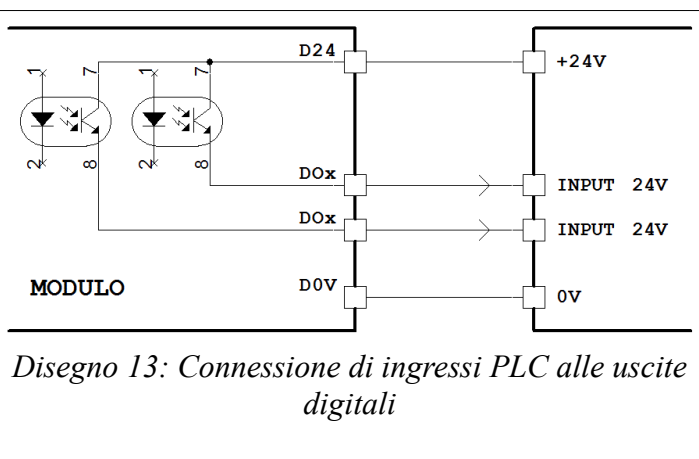 D24
+24V
1
7
1
7
2
8
2
8
DOx
INPUT 24V
DOx
INPUT 24V
MODULO
D0V
0V
Disegno 13: Connessione di ingressi PLC alle uscite
digitali